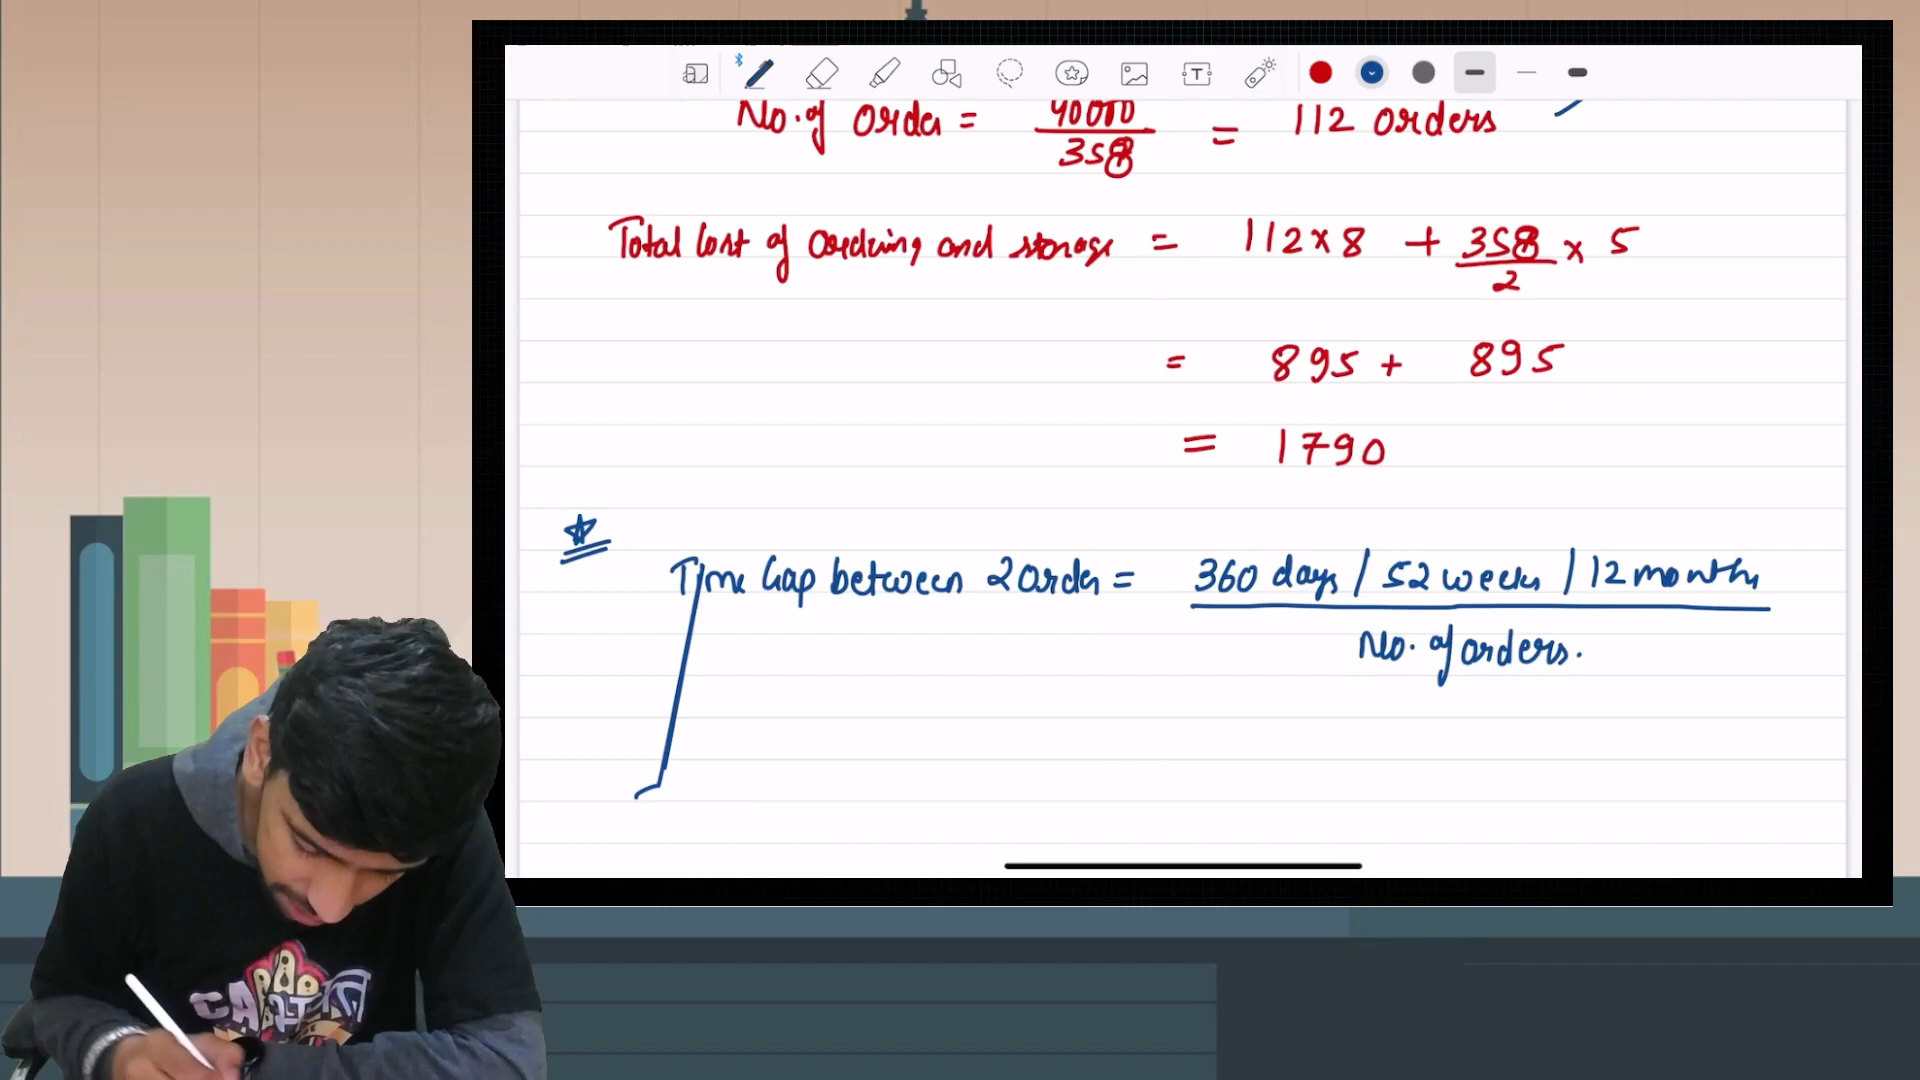 No. of Order = 40000 / 358 = 112 orders
Total Cost of Ordering and storage = 112 x 8 + 358 / 2 x 5
= 895 + 895
= 1790
Time Gap between 2 Order = 360 days / 52 weeks / 12 months
No. of orders.